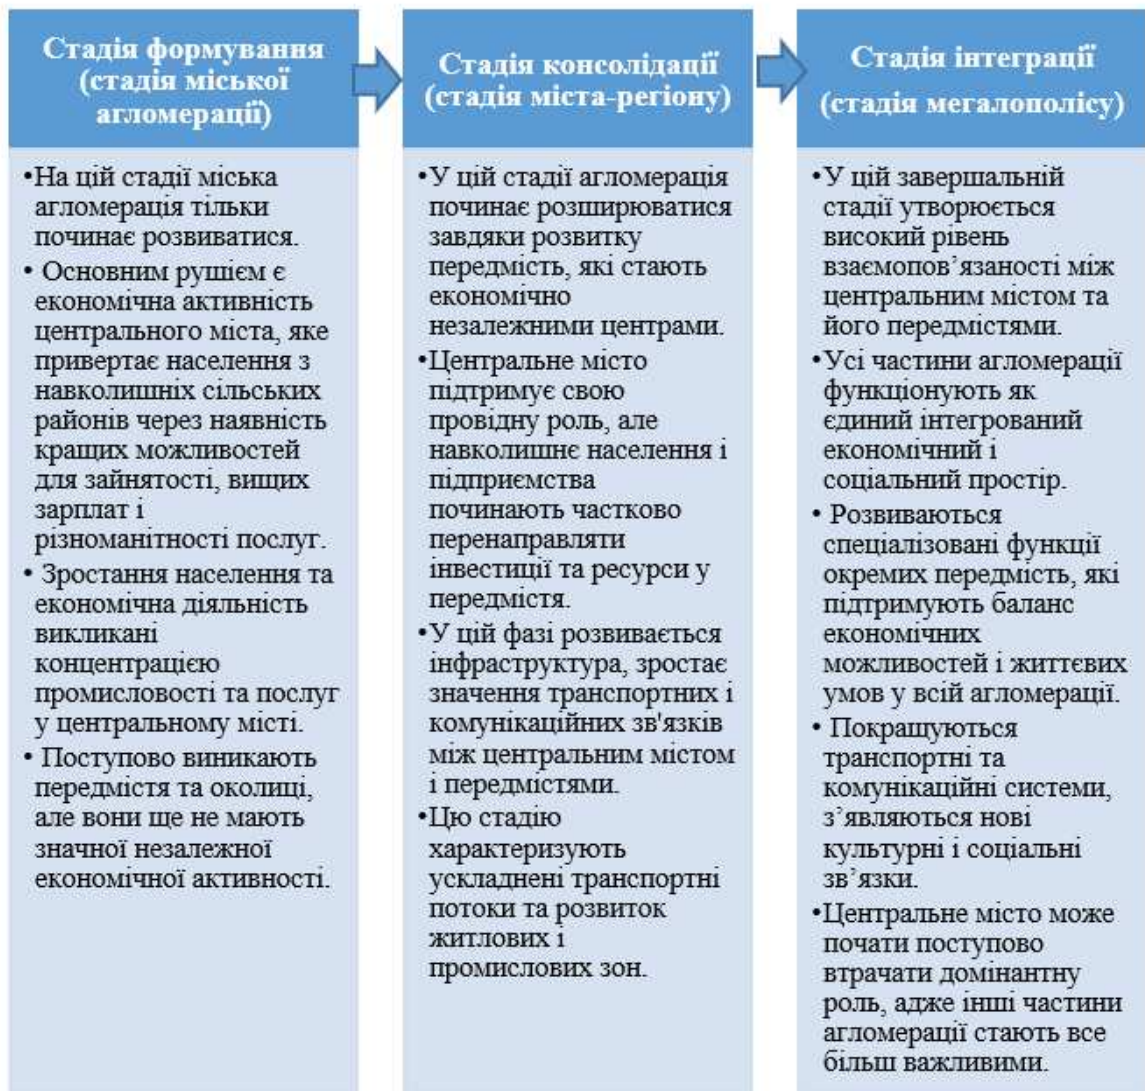 Стадія формування
(стадія міської
агломерації)
•На цій стадії міська
агломерація тільки
починає розвиватися.
• Основним рушієм є
економічна активність
центрального міста, яке
привертає населення з
навколишніх сільських
районів через наявність
кращих можливостей
для зайнятості, вищих
зарплат і
різноманітності послуг.
• Зростання населення та
економічна діяльність
викликані
концентрацією
промисловості та послуг
у центральному місті.
• Поступово виникають
передмістя та околиці,
але вони ще не мають
значної незалежної
економічної активності.
Стадія консолідації
(стадія міста-регіону)
•У цій стадії агломерація
починає розширюватися
завдяки розвитку
передмість, які стають
економічно
незалежними центрами.
•Центральне місто
підтримує свою
провідну роль, але
навколишнє населення і
підприємства
починають частково
перенаправляти
інвестиції та ресурси у
передмістя.
•У цій фазі розвивається
інфраструктура, зростає
значення транспортних і
комунікаційних зв'язків
між центральним містом
і передмістями.
•Цю стадію
характеризують
ускладнені транспортні
потоки та розвиток
житлових і
промислових зон.
Стадія інтеграції
(стадія мегалополісу)
•У цій завершальній
стадії утворюється
високий рівень
взаємопов’язаності між
центральним містом та
його передмістями.
•Усі частини агломерації
функціонують як
єдиний інтегрований
економічний і
соціальний простір.
• Розвиваються
спеціалізовані функції
окремих передмість, які
підтримують баланс
економічних
можливостей і життєвих
умов у всій агломерації.
• Покращуються
транспортні та
комунікаційні системи,
з’являються нові
культурні і соціальні
зв’язки.
•Центральне місто може
почати поступово
втрачати домінантну
роль, адже інші частини
агломерації стають все
більш важливими.